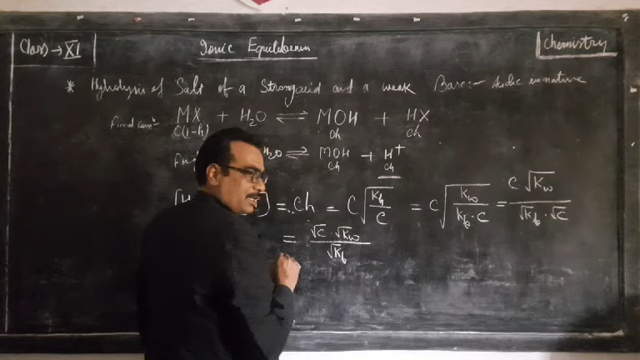 Class → XI
Ionic Equilibrium
Chemistry
* Hydrolysis of Salt of a Strong acid and a weak Base:- Acidic in nature
Final conc. MX + H₂O ⇌ MOH + HX
C(1-h) Ch Ch
H₂O ⇌ MOH + H⁺
Ch Ch
[H = Ch = C√(Kh/C) = C√(Kw/(Kb·C)) = C√Kw/(√Kb·√C)
= √C·√Kw/√Kb